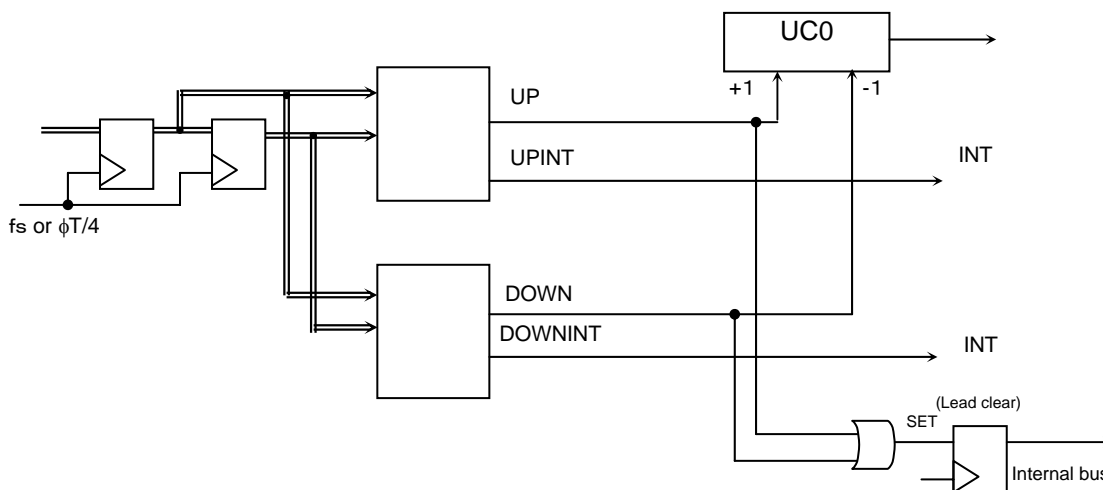 UC0
+1
-1
UP
UPINT
INT
fs or ϕT/4
DOWN
DOWNINT
INT
(Lead clear)
SET
Internal bus